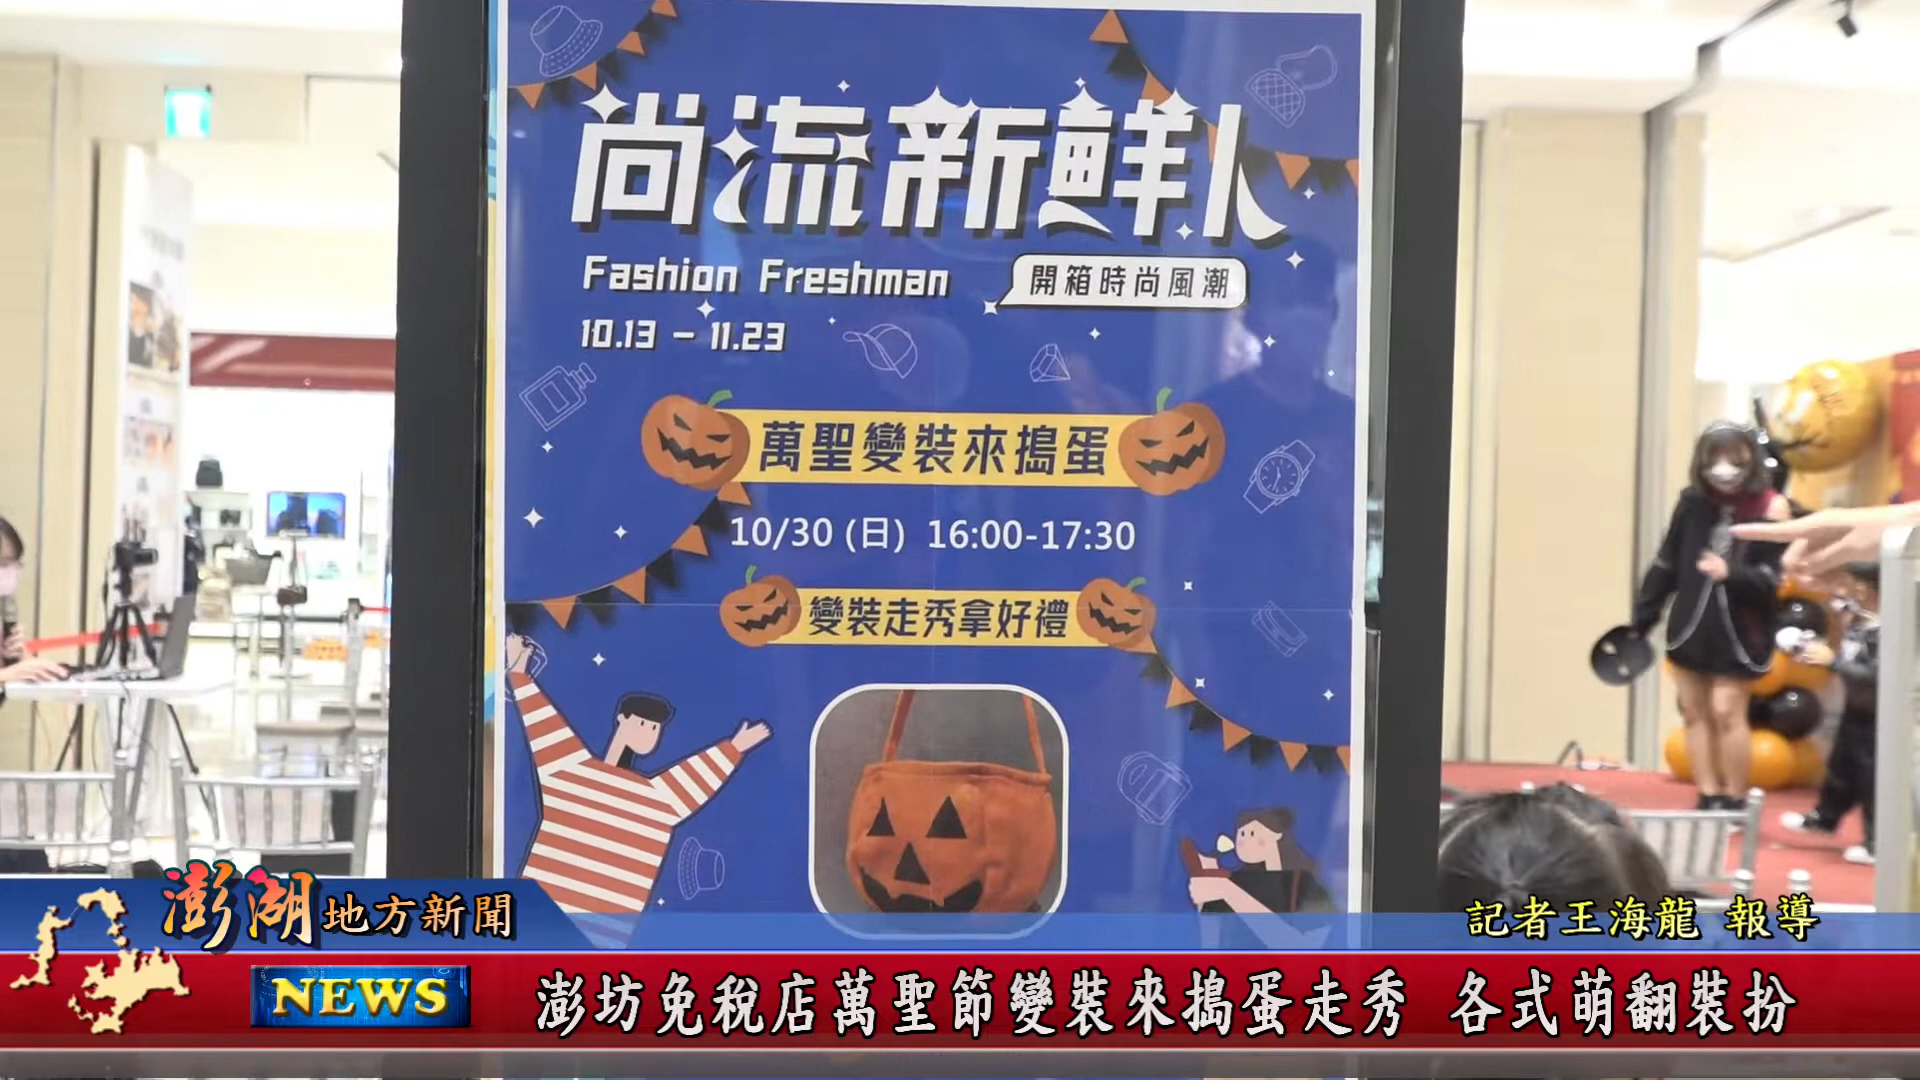 尚流新鮮人
Fashion Freshman
開箱時尚風潮
10.13 - 11.23
萬聖變裝來搗蛋
10/30 (日) 16:00-17:30
變裝走秀拿好禮
澎湖地方新聞
記者王海龍 報導
NEWS
澎坊免稅店萬聖節變裝來搗蛋走秀 各式萌翻裝扮